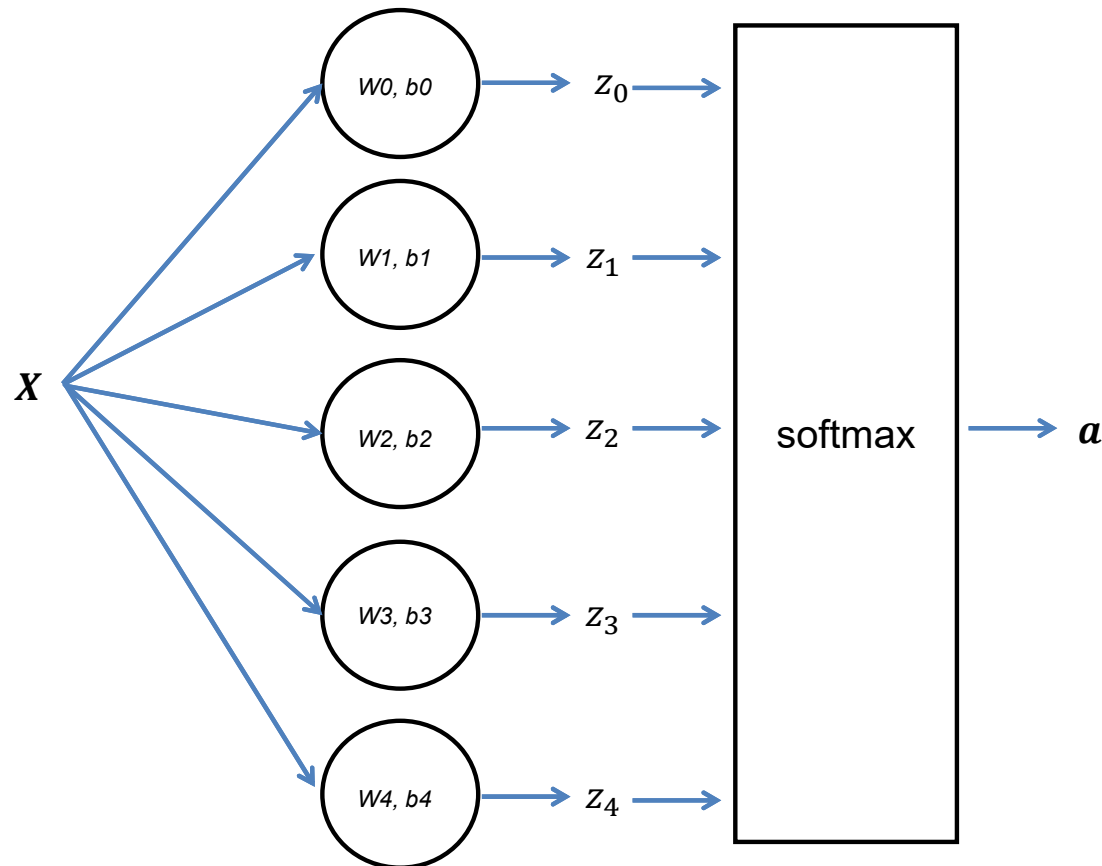 W0, b0 z₀
W1, b1 z₁
X W2, b2 z₂ softmax a
W3, b3 z₃
W4, b4 z₄